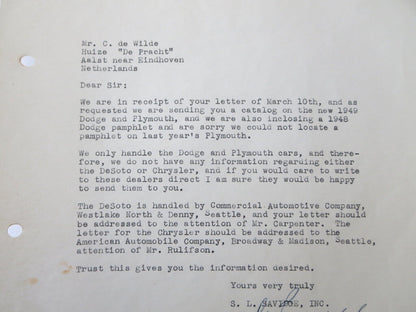 Mr. C. de Wilde
Huize "De Pracht"
Aalst near Eindhoven
Netherlands
Dear Sir;
We are in receipt of your letter of March 10th, and as
requested we are sending you a catalog on the new 1949
Dodge and Plymouth, and we are also inclosing a 1948
Dodge pamphlet and are sorry we could not locate a
pamphlet on last year's Plymouth.
We only handle the Dodge and Plymouth cars, and there-
fore, we do not have any information regarding either
the DeSoto or Chrysler, and if you would care to write
to these dealers direct I am sure they would be happy
to send them to you.
The DeSoto is handled by Commercial Automotive Company,
Westlake North & Denny, Seattle, and your letter should
be addressed to the attention of Mr. Carpenter. The
letter for the Chrysler should be addressed to the
American Automobile Company, Broadway & Madison, Seattle,
attention of Mr. Rulifson.
Trust this gives you the information desired.
Yours very truly
S. L. SAVIDGE, INC.